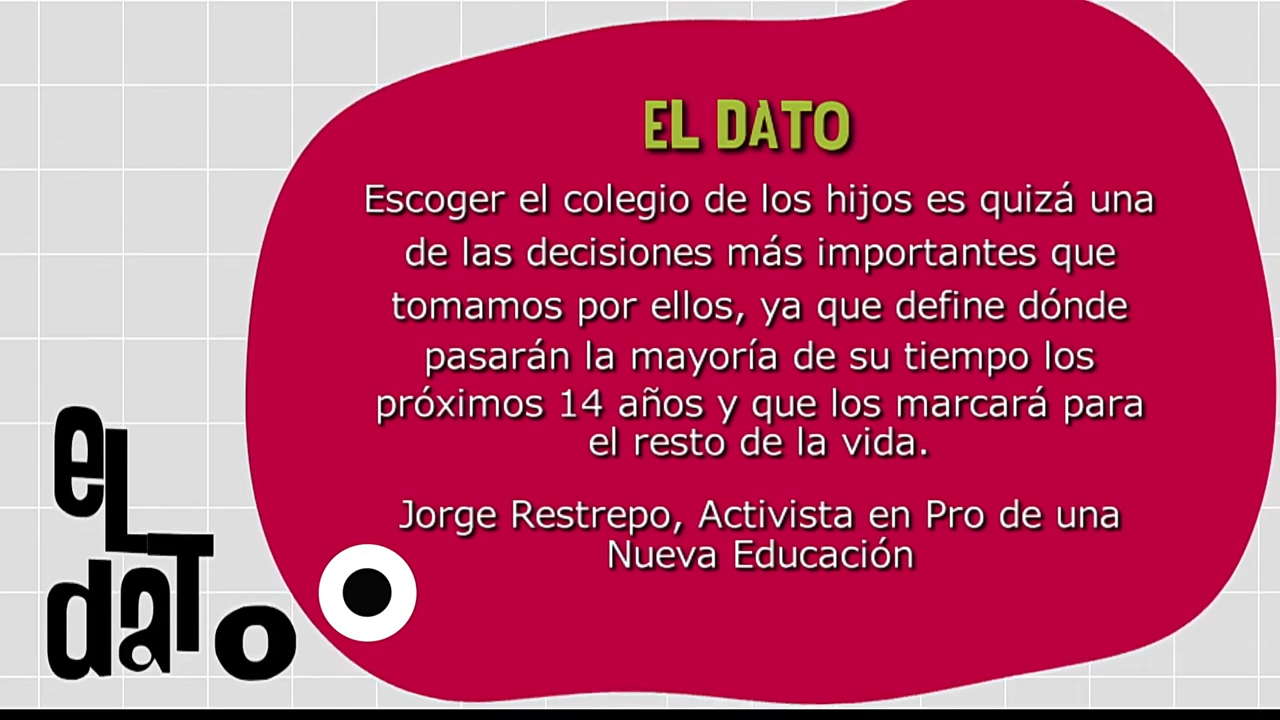 EL DATO
Escoger el colegio de los hijos es quizá una
de las decisiones más importantes que
tomamos por ellos, ya que define dónde
pasarán la mayoría de su tiempo los
próximos 14 años y que los marcará para
el resto de la vida.
Jorge Restrepo, Activista en Pro de una
Nueva Educación
eL
daTo